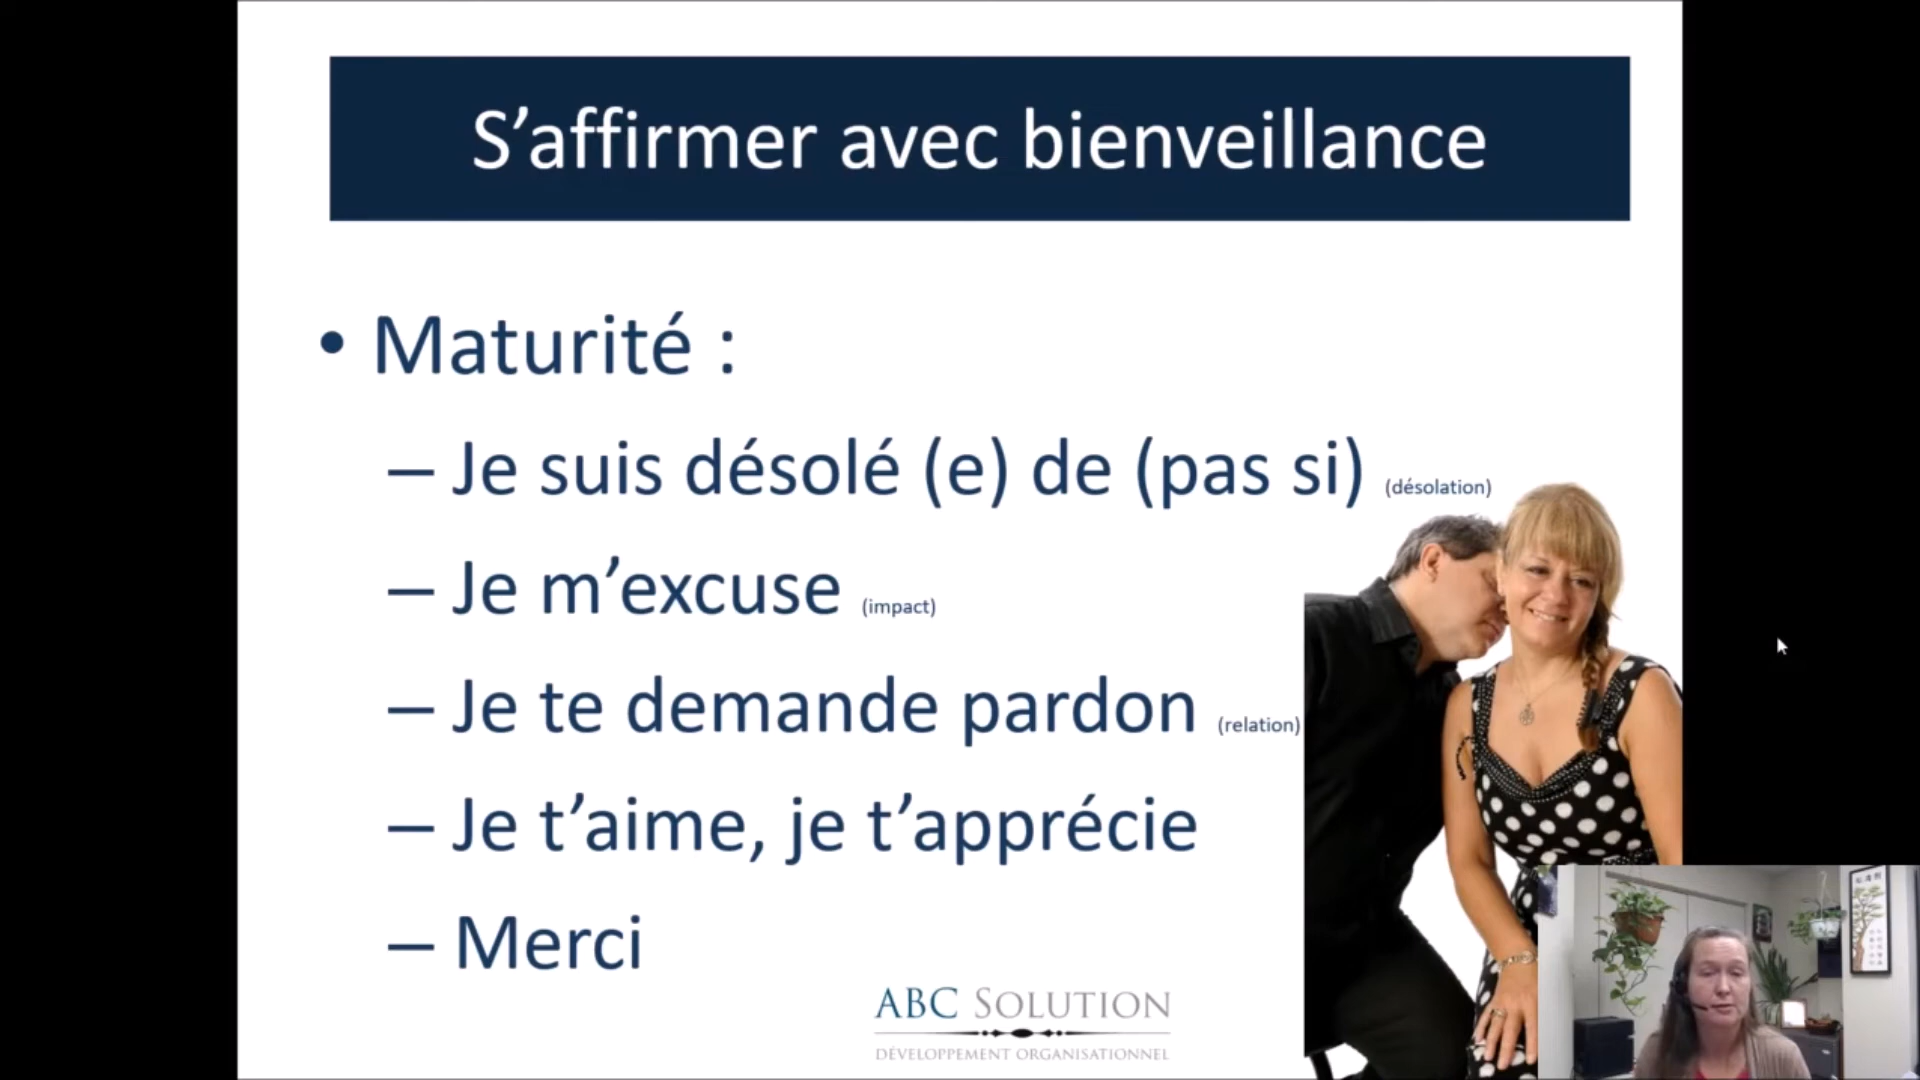 S’affirmer avec bienveillance
• Maturité :
– Je suis désolé (e) de (pas si) (désolation)
– Je m’excuse (impact)
– Je te demande pardon (relation)
– Je t’aime, je t’apprécie
– Merci
ABC SOLUTION
DÉVELOPPEMENT ORGANISATIONNEL